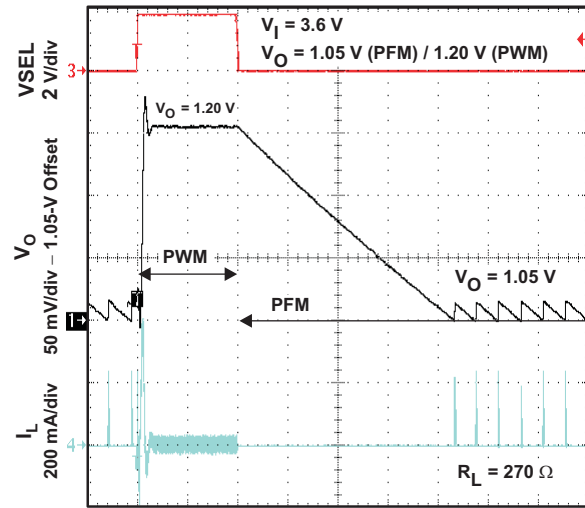 V_I = 3.6 V
V_O = 1.05 V (PFM) / 1.20 V (PWM)
VSEL
2 V/div
3
V_O = 1.20 V
V_O
50 mV/div – 1.05-V Offset
PWM
V_O = 1.05 V
1
PFM
I_L
200 mA/div
4
R_L = 270 Ω